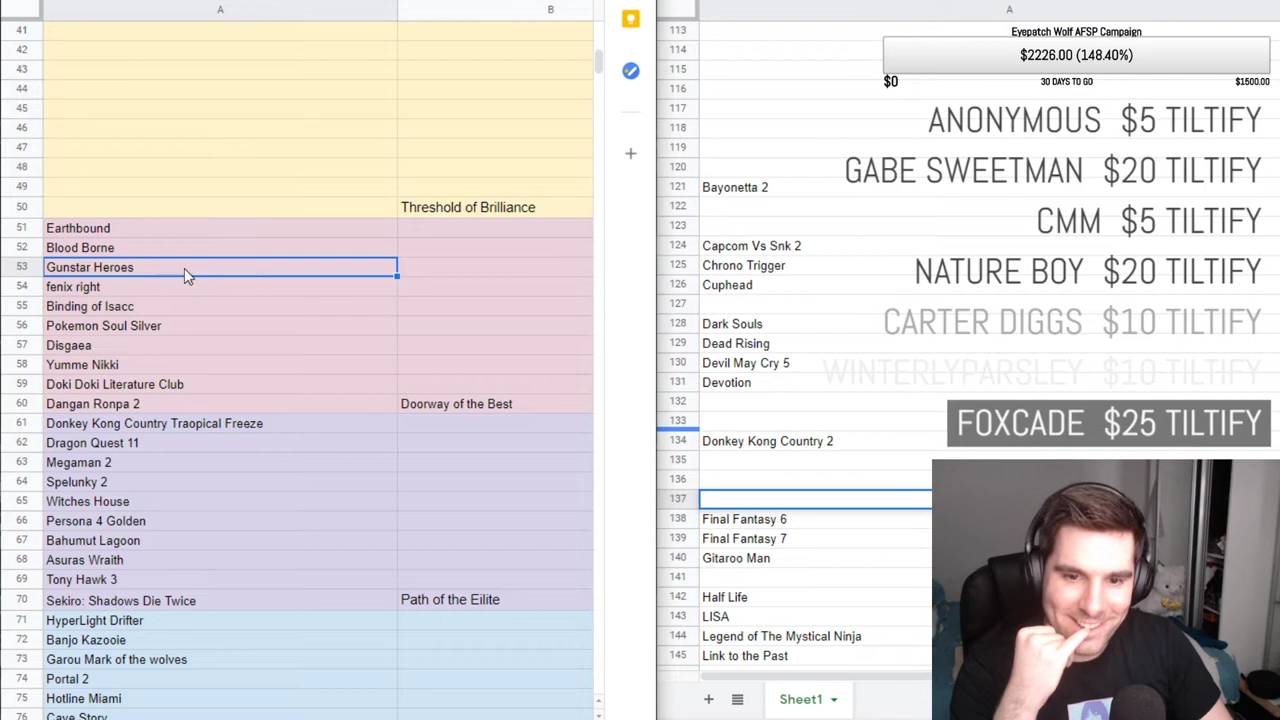 A B
41
42
43
44
45
46
47
48
49
50 Threshold of Brilliance
51 Earthbound
52 Blood Borne
53 Gunstar Heroes
54 fenix right
55 Binding of Isacc
56 Pokemon Soul Silver
57 Disgaea
58 Yumme Nikki
59 Doki Doki Literature Club
60 Dangan Ronpa 2 Doorway of the Best
61 Donkey Kong Country Traopical Freeze
62 Dragon Quest 11
63 Megaman 2
64 Spelunky 2
65 Witches House
66 Persona 4 Golden
67 Bahumut Lagoon
68 Asuras Wraith
69 Tony Hawk 3
70 Sekiro: Shadows Die Twice Path of the Eilite
71 HyperLight Drifter
72 Banjo Kazooie
73 Garou Mark of the wolves
74 Portal 2
75 Hotline Miami
76 Cave Story
A
113
114
115
116
117
118
119
120
121 Bayonetta 2
122
123
124 Capcom Vs Snk 2
125 Chrono Trigger
126 Cuphead
127
128 Dark Souls
129 Dead Rising
130 Devil May Cry 5
131 Devotion
132
133
134 Donkey Kong Country 2
135
136
137
138 Final Fantasy 6
139 Final Fantasy 7
140 Gitaroo Man
141
142 Half Life
143 LISA
144 Legend of The Mystical Ninja
145 Link to the Past
Sheet1
Eyepatch Wolf AFSP Campaign
$2226.00 (148.40%)
$0 30 DAYS TO GO $1500.00
ANONYMOUS $5 TILTIFY
GABE SWEETMAN $20 TILTIFY
CMM $5 TILTIFY
NATURE BOY $20 TILTIFY
CARTER DIGGS $10 TILTIFY
WINTERLYPARSLEY $10 TILTIFY
FOXCADE $25 TILTIFY